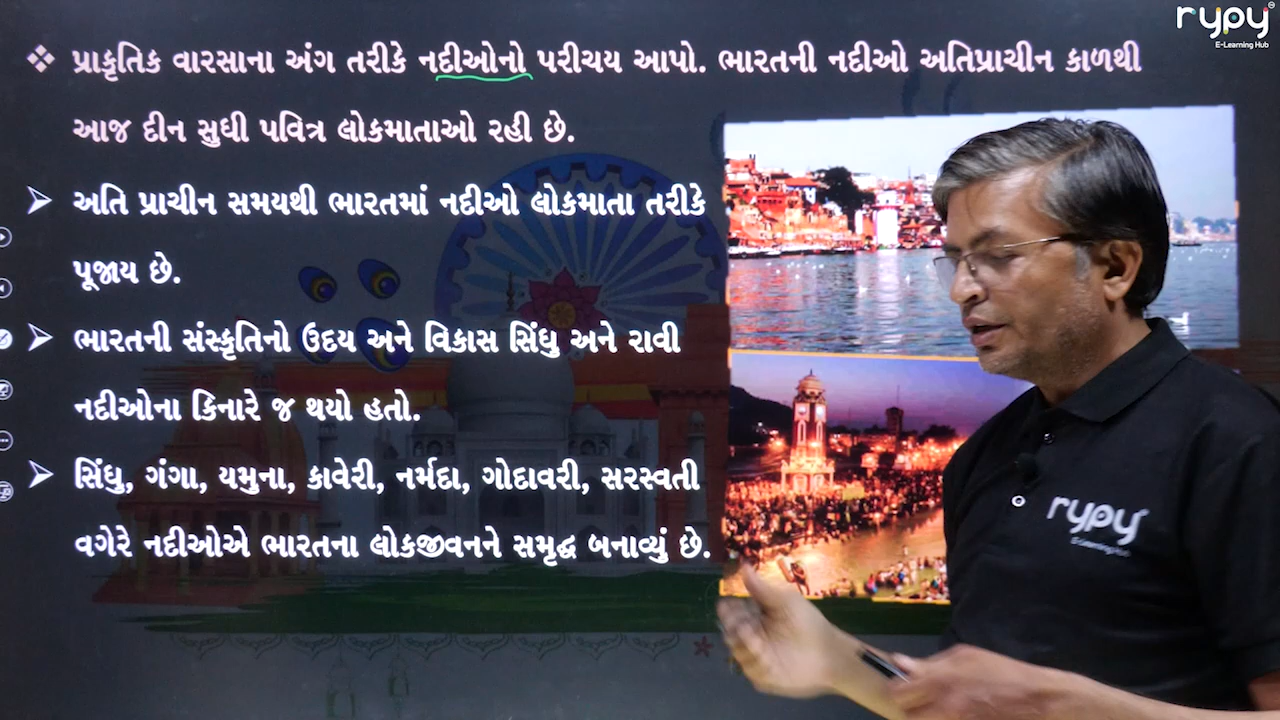 rypy
E-Learning Hub
પ્રાકૃતિક વારસાના અંગ તરીકે નદીઓનો પરીચય આપો. ભારતની નદીઓ અતિપ્રાચીન કાળથી
આજ દીન સુધી પવિત્ર લોકમાતાઓ રહી છે.
અતિ પ્રાચીન સમયથી ભારતમાં નદીઓ લોકમાતા તરીકે
પૂજાય છે.
ભારતની સંસ્કૃતિનો ઉદય અને વિકાસ સિંધુ અને રાવી
નદીઓના કિનારે જ થયો હતો.
સિંધુ, ગંગા, યમુના, કાવેરી, નર્મદા, ગોદાવરી, સરસ્વતી
વગેરે નદીઓએ ભારતના લોકજીવનને સમૃદ્ધ બનાવ્યું છે.
rypy
E-Learning Hub